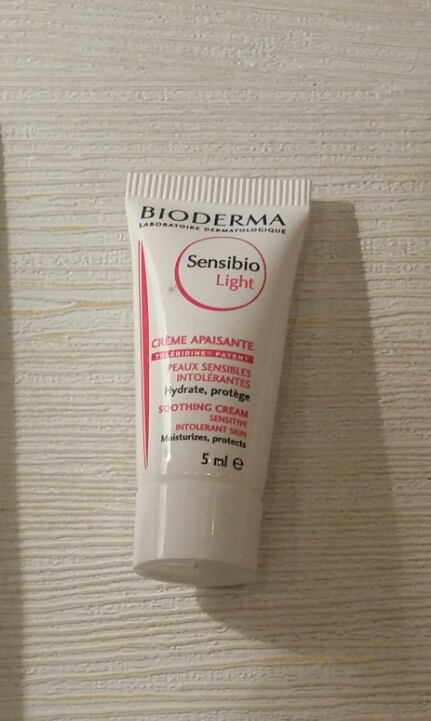 BIODERMA
LABORATOIRE DERMATOLOGIQUE
Sensibio
Light
CRÈME APAISANTE
TOLÉRIDINE® PATENT
PEAUX SENSIBLES
INTOLÉRANTES
Hydrate, protège
SOOTHING CREAM
SENSITIVE
INTOLERANT SKIN
Moisturizes, protects
5 ml ℮